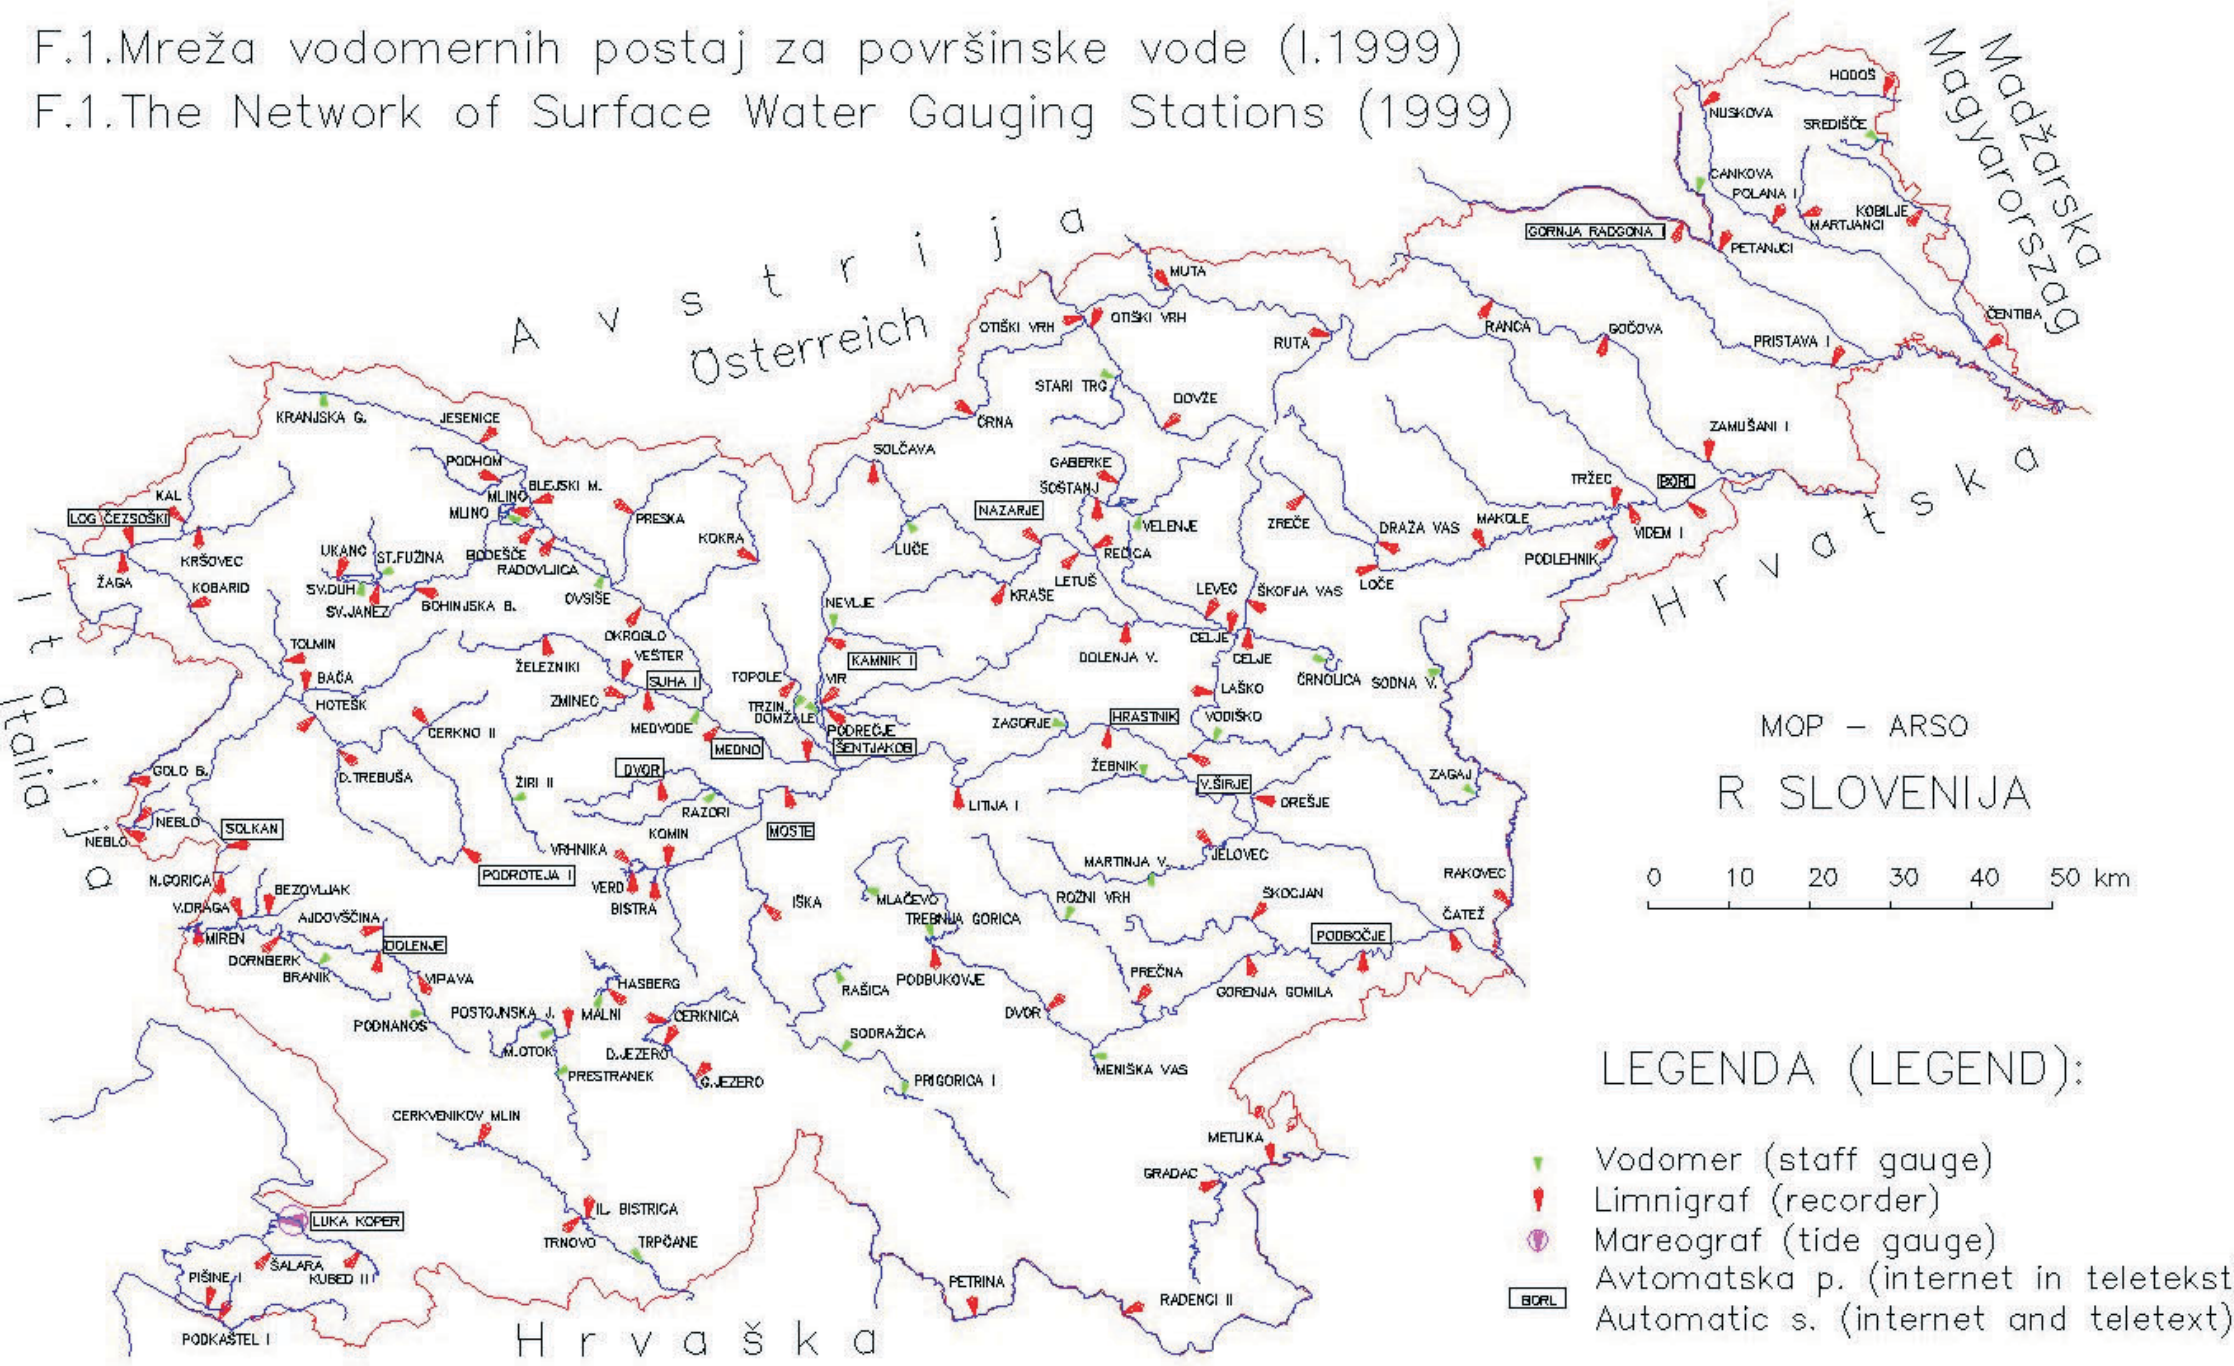 F.1.Mreža vodomernih postaj za površinske vode (I.1999)
F.1.The Network of Surface Water Gauging Stations (1999)
Madžarska
Magyarorszag
Avstrija
Österreich
Italija
Italia
Hrvatska
Hrvaška
HODOŠ
NUSKOVA
SREDIŠČE
CANKOVA
POLANA I
KOBILJE
MARTJANCI
GORNJA RADGONA I
PETANJCI
MUTA
OTIŠKI VRH
OTIŠKI VRH
RUTA
RANCA
GOČOVA
PRISTAVA I
ČENTIBA
STARI TRG
DOVŽE
ČRNA
KRANJSKA G.
JESENICE
SOLČAVA
ZAMUŠANI I
PODHOM
GABERKE
ŠOŠTANJ
TRŽEC
BORL
KAL
MLINO
BLEJSKI M.
MLINO
LOG ČEZSOŠKI
PRESKA
NAZARJE
VELENJE
ZREČE
DRAŽA VAS
MAKOLE
VIDEM I
KOKRA
LUČE
REČICA
PODLEHNIK
UKANC
ST.FUŽINA
BODEŠČE
RADOVLJICA
KRŠOVEC
ŽAGA
KOBARID
SV.DUH
SV.JANEZ
BOHINJSKA B.
OVSIŠE
LETUŠ
KRAŠE
LOČE
LEVEC
ŠKOFJA VAS
NEVLJE
OKROGLO
TOLMIN
ŽELEZNIKI
VEŠTER
KAMNIK I
DOLENJA V.
CELJE
CELJE
ČRNOLICA
SODNA V.
BAČA
SUHA I
TOPOLE
VIR
LAŠKO
ZMINEC
HOTEŠK
TRZIN
DOMŽALE
ZAGORJE
HRASTNIK
VODIŠKO
MOP – ARSO
CERKNO II
MEDVODE
MEDNO
PODREČJE
ŠENTJAKOB
GOLO B.
D.TREBUŠA
ŽIRI II
DVOR
ŽEBNIK
V.ŠIRJE
ZAGAJ
R SLOVENIJA
RAZORI
LITIJA I
OREŠJE
NEBLO
NEBLO
SOLKAN
KOMIN
MOSTE
VRHNIKA
JELOVEC
MARTINJA V.
PODROTEJA I
N.GORICA
BEZOVLJAK
VERD
BISTRA
RAKOVEC
0 10 20 30 40 50 km
V.DRAGA
AJDOVŠČINA
IŠKA
MLAČEVO
ROŽNI VRH
ŠKOCJAN
TREBNJA GORICA
ČATEŽ
MIREN
DOLENJE
PODBOČJE
DORNBERK
BRANIK
VIPAVA
HASBERG
RAŠICA
PODBUKOVJE
PREČNA
GORENJA GOMILA
PODNANOS
POSTOJNSKA J.
MALNI
CERKNICA
DVOR
M.OTOK
D.JEZERO
SODRAŽICA
PRESTRANEK
G.JEZERO
PRIGORICA I
MENIŠKA VAS
CERKVENIKOV MLIN
METLIKA
GRADAC
IL. BISTRICA
LUKA KOPER
TRNOVO
TRPČANE
ŠALARA
PIŠINE I
KUBED II
PETRINA
RADENCI II
PODKAŠTEL I
LEGENDA (LEGEND):
Vodomer (staff gauge)
Limnigraf (recorder)
Mareograf (tide gauge)
BORL
Avtomatska p. (internet in teletekst
Automatic s. (internet and teletext)